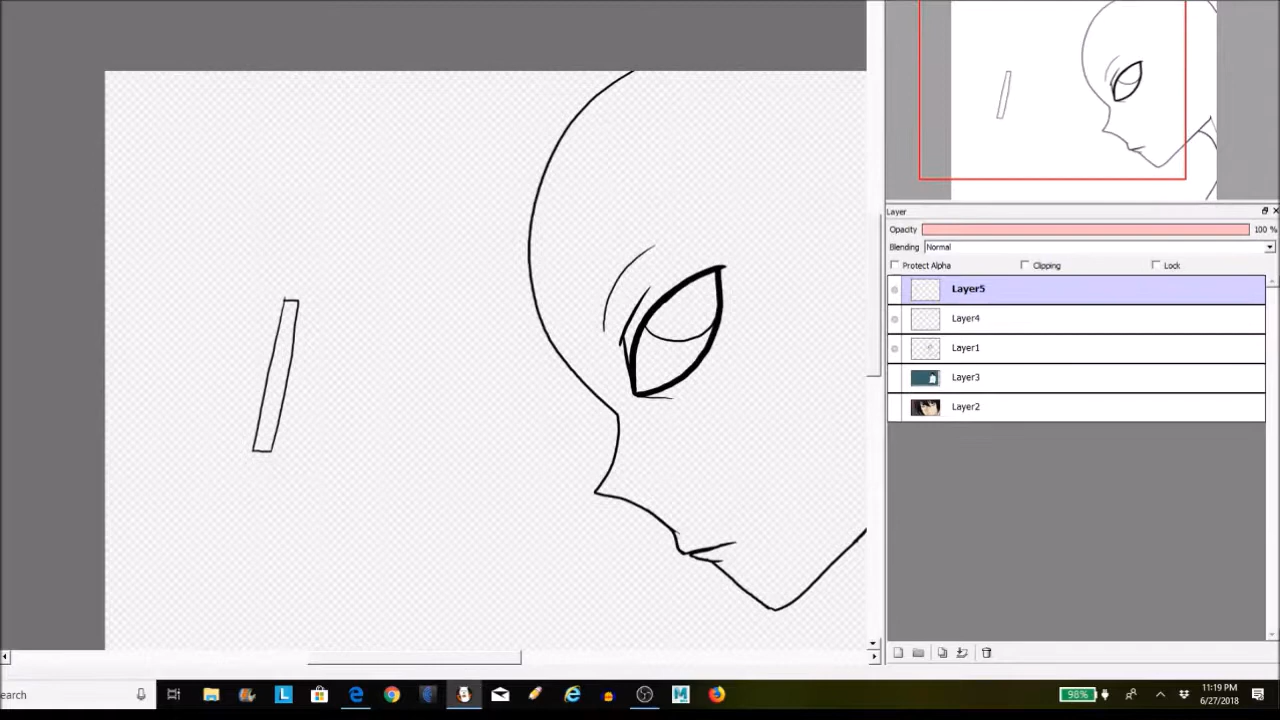 Layer
Opacity 100 %
Blending Normal
Protect Alpha Clipping Lock
Layer5
Layer4
Layer1
Layer3
Layer2
earch L 98% 11:19 PM
6/27/2018